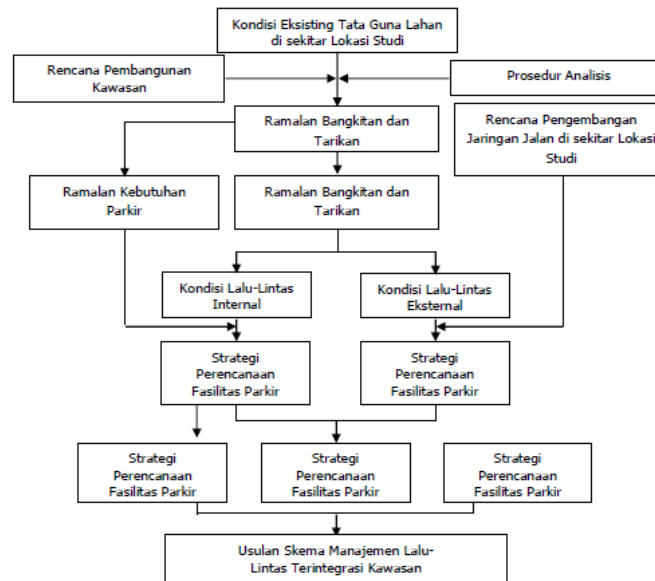 Kondisi Eksisting Tata Guna Lahan
di sekitar Lokasi Studi
Rencana Pembangunan
Kawasan
Prosedur Analisis
Ramalan Bangkitan dan
Tarikan
Rencana Pengembangan
Jaringan Jalan di sekitar Lokasi
Studi
Ramalan Kebutuhan
Parkir
Ramalan Bangkitan dan
Tarikan
Kondisi Lalu-Lintas
Internal
Kondisi Lalu-Lintas
Eksternal
Strategi
Perencanaan
Fasilitas Parkir
Strategi
Perencanaan
Fasilitas Parkir
Strategi
Perencanaan
Fasilitas Parkir
Strategi
Perencanaan
Fasilitas Parkir
Strategi
Perencanaan
Fasilitas Parkir
Usulan Skema Manajemen Lalu-
Lintas Terintegrasi Kawasan